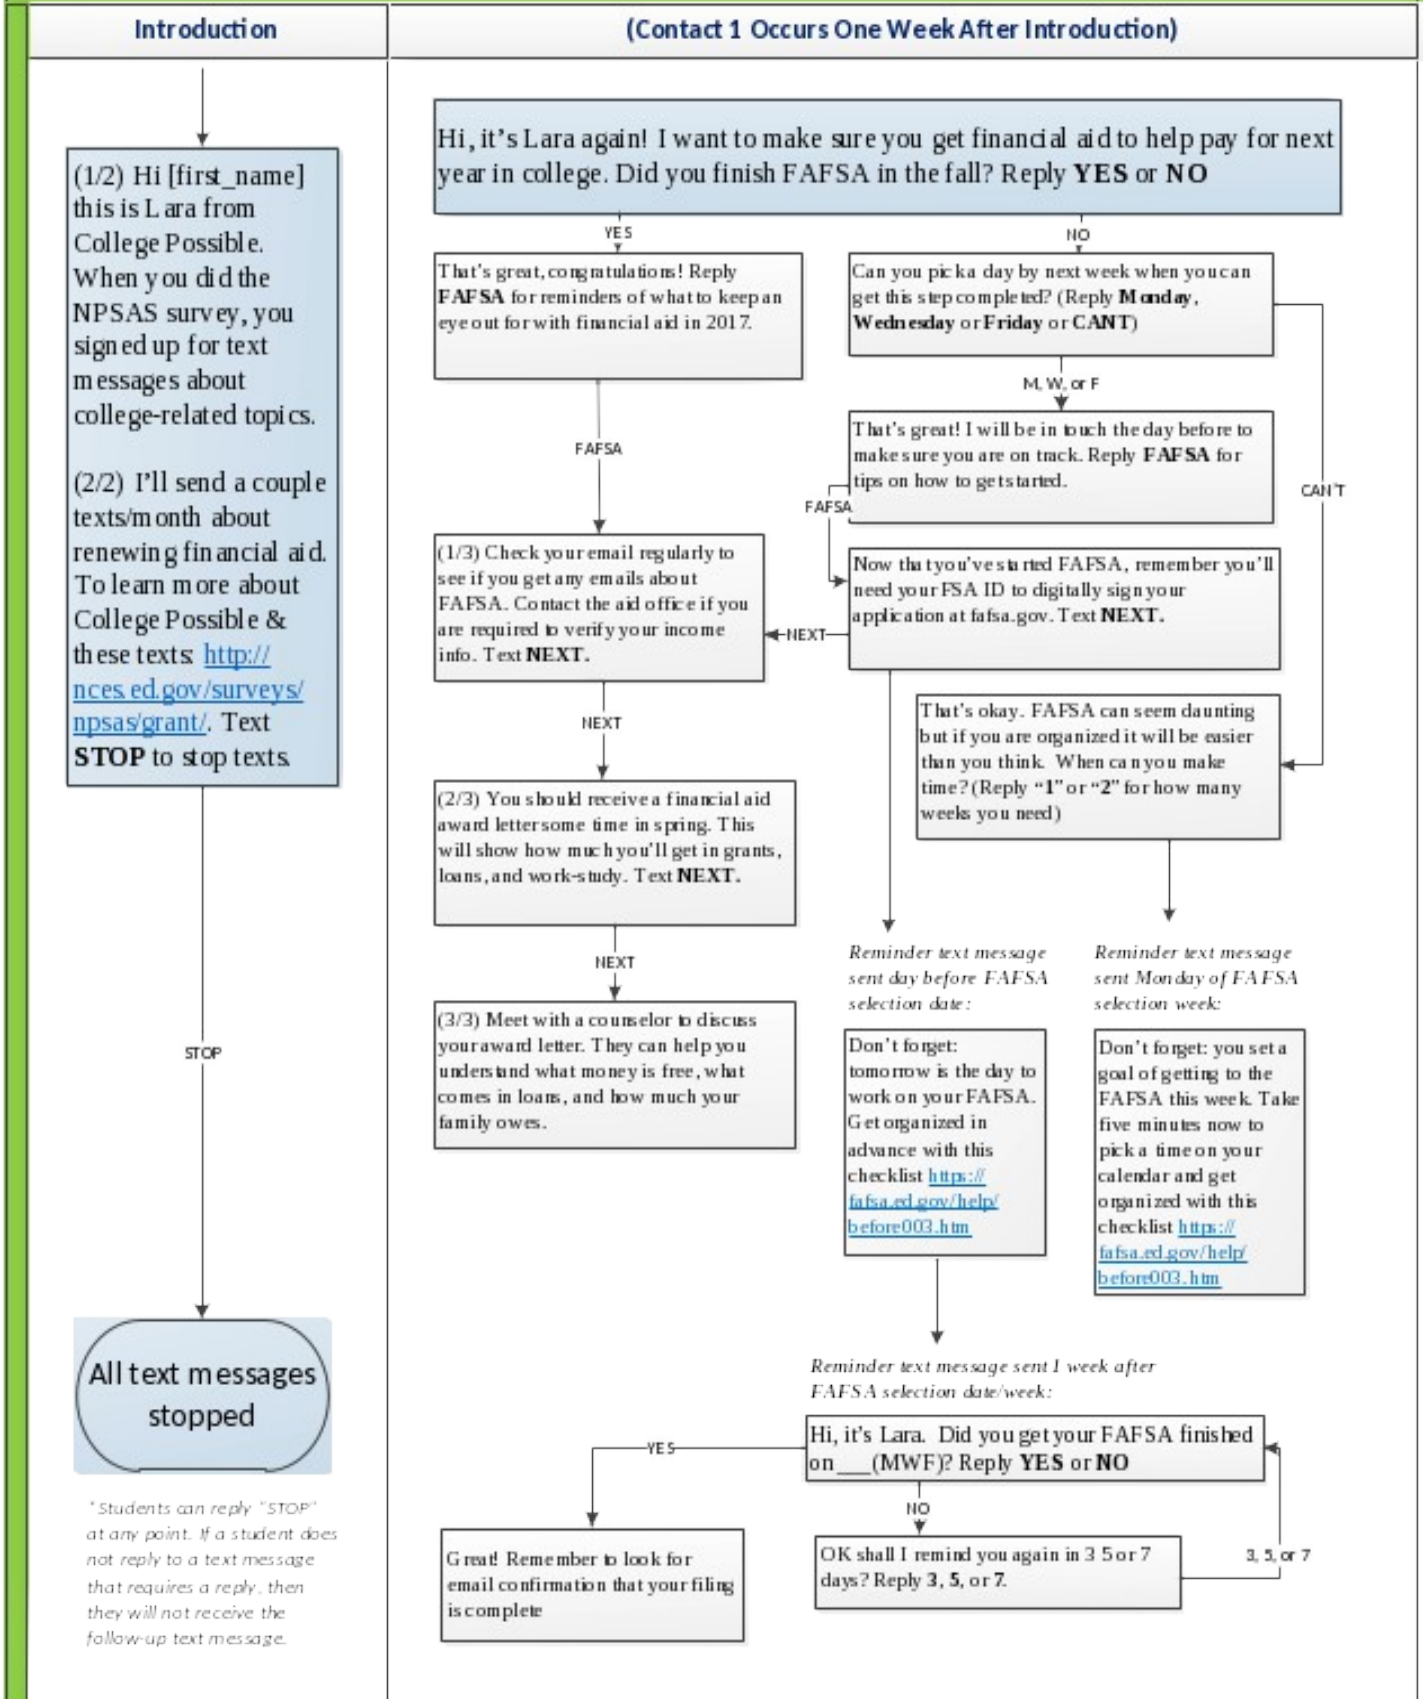 Introduction
(Contact 1 Occurs One Week After Introduction)
(1/2) Hi [first_name]
this is Lara from
College Possible.
When you did the
NPSAS survey, you
signed up for text
messages about
college-related topics.
(2/2) I'll send a couple
texts/month about
renewing financial aid.
To learn more about
College Possible &
these texts: http://
nces.ed.gov/surveys/
npsas/grant/. Text
STOP to stop texts.
STOP
All text messages
stopped
*Students can reply "STOP"
at any point. If a student does
not reply to a text message
that requires a reply, then
they will not receive the
follow-up text message.
Hi, it's Lara again! I want to make sure you get financial aid to help pay for next
year in college. Did you finish FAFSA in the fall? Reply YES or NO
YES
NO
That's great, congratulations! Reply
FAFSA for reminders of what to keep an
eye out for with financial aid in 2017.
Can you pick a day by next week when you can
get this step completed? (Reply Monday,
Wednesday or Friday or CANT)
M, W, or F
That's great! I will be in touch the day before to
make sure you are on track. Reply FAFSA for
tips on how to get started.
CAN'T
FAFSA
FAFSA
(1/3) Check your email regularly to
see if you get any emails about
FAFSA. Contact the aid office if you
are required to verify your income
info. Text NEXT.
Now that you've started FAFSA, remember you'll
need your FSA ID to digitally sign your
application at fafsa.gov. Text NEXT.
NEXT
NEXT
That's okay. FAFSA can seem daunting
but if you are organized it will be easier
than you think. When can you make
time? (Reply "1" or "2" for how many
weeks you need)
(2/3) You should receive a financial aid
award letter some time in spring. This
will show how much you'll get in grants,
loans, and work-study. Text NEXT.
NEXT
(3/3) Meet with a counselor to discuss
your award letter. They can help you
understand what money is free, what
comes in loans, and how much your
family owes.
Reminder text message
sent day before FAFSA
selection date:
Don't forget:
tomorrow is the day to
work on your FAFSA.
Get organized in
advance with this
checklist https://
fafsa.ed.gov/help/
before003.htm
Reminder text message
sent Monday of FAFSA
selection week:
Don't forget: you set a
goal of getting to the
FAFSA this week. Take
five minutes now to
pick a time on your
calendar and get
organized with this
checklist https://
fafsa.ed.gov/help/
before003.htm
Reminder text message sent 1 week after
FAFSA selection date/week:
Hi, it's Lara. Did you get your FAFSA finished
on ___(MWF)? Reply YES or NO
YES
NO
Great! Remember to look for
email confirmation that your filing
is complete
OK shall I remind you again in 3 5 or 7
days? Reply 3, 5, or 7.
3, 5, or 7